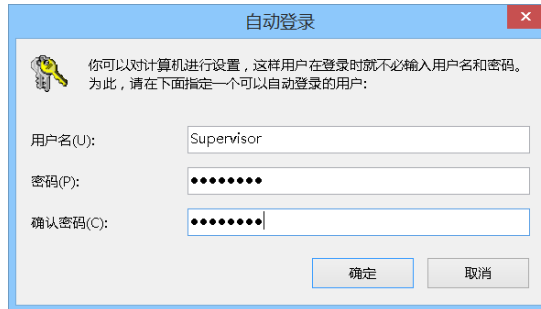 自动登录
你可以对计算机进行设置，这样用户在登录时就不必输入用户名和密码。
为此，请在下面指定一个可以自动登录的用户:
用户名(U):
Supervisor
密码(P):
●●●●●●●●
确认密码(C):
●●●●●●●●
确定
取消